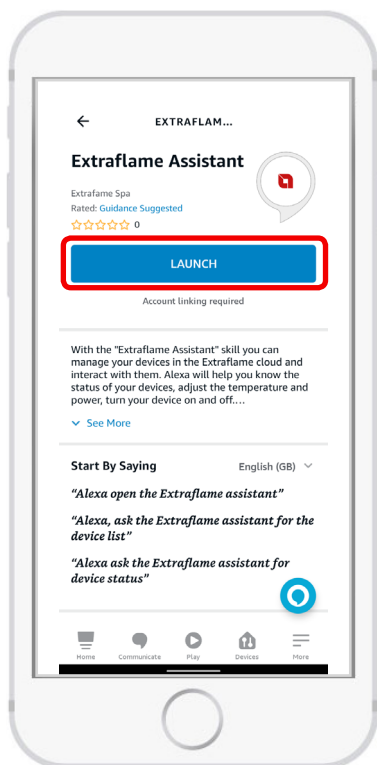 EXTRAFLAM...
Extraflame Assistant
Extrafame Spa
Rated: Guidance Suggested
0
LAUNCH
Account linking required
With the "Extraflame Assistant" skill you can
manage your devices in the Extraflame cloud and
interact with them. Alexa will help you know the
status of your devices, adjust the temperature and
power, turn your device on and off....
See More
Start By Saying
English (GB)
“Alexa open the Extraflame assistant”
“Alexa, ask the Extraflame assistant for the
device list”
“Alexa ask the Extraflame assistant for
device status”
Home Communicate Play Devices More